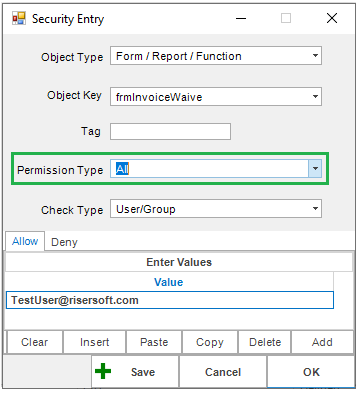 Security Entry
Object Type Form / Report / Function
Object Key frmInvoiceWaive
Tag
Permission Type All
Check Type User/Group
Allow Deny
Enter Values
Value
TestUser@risersoft.com
Clear Insert Paste Copy Delete Add
Save Cancel OK